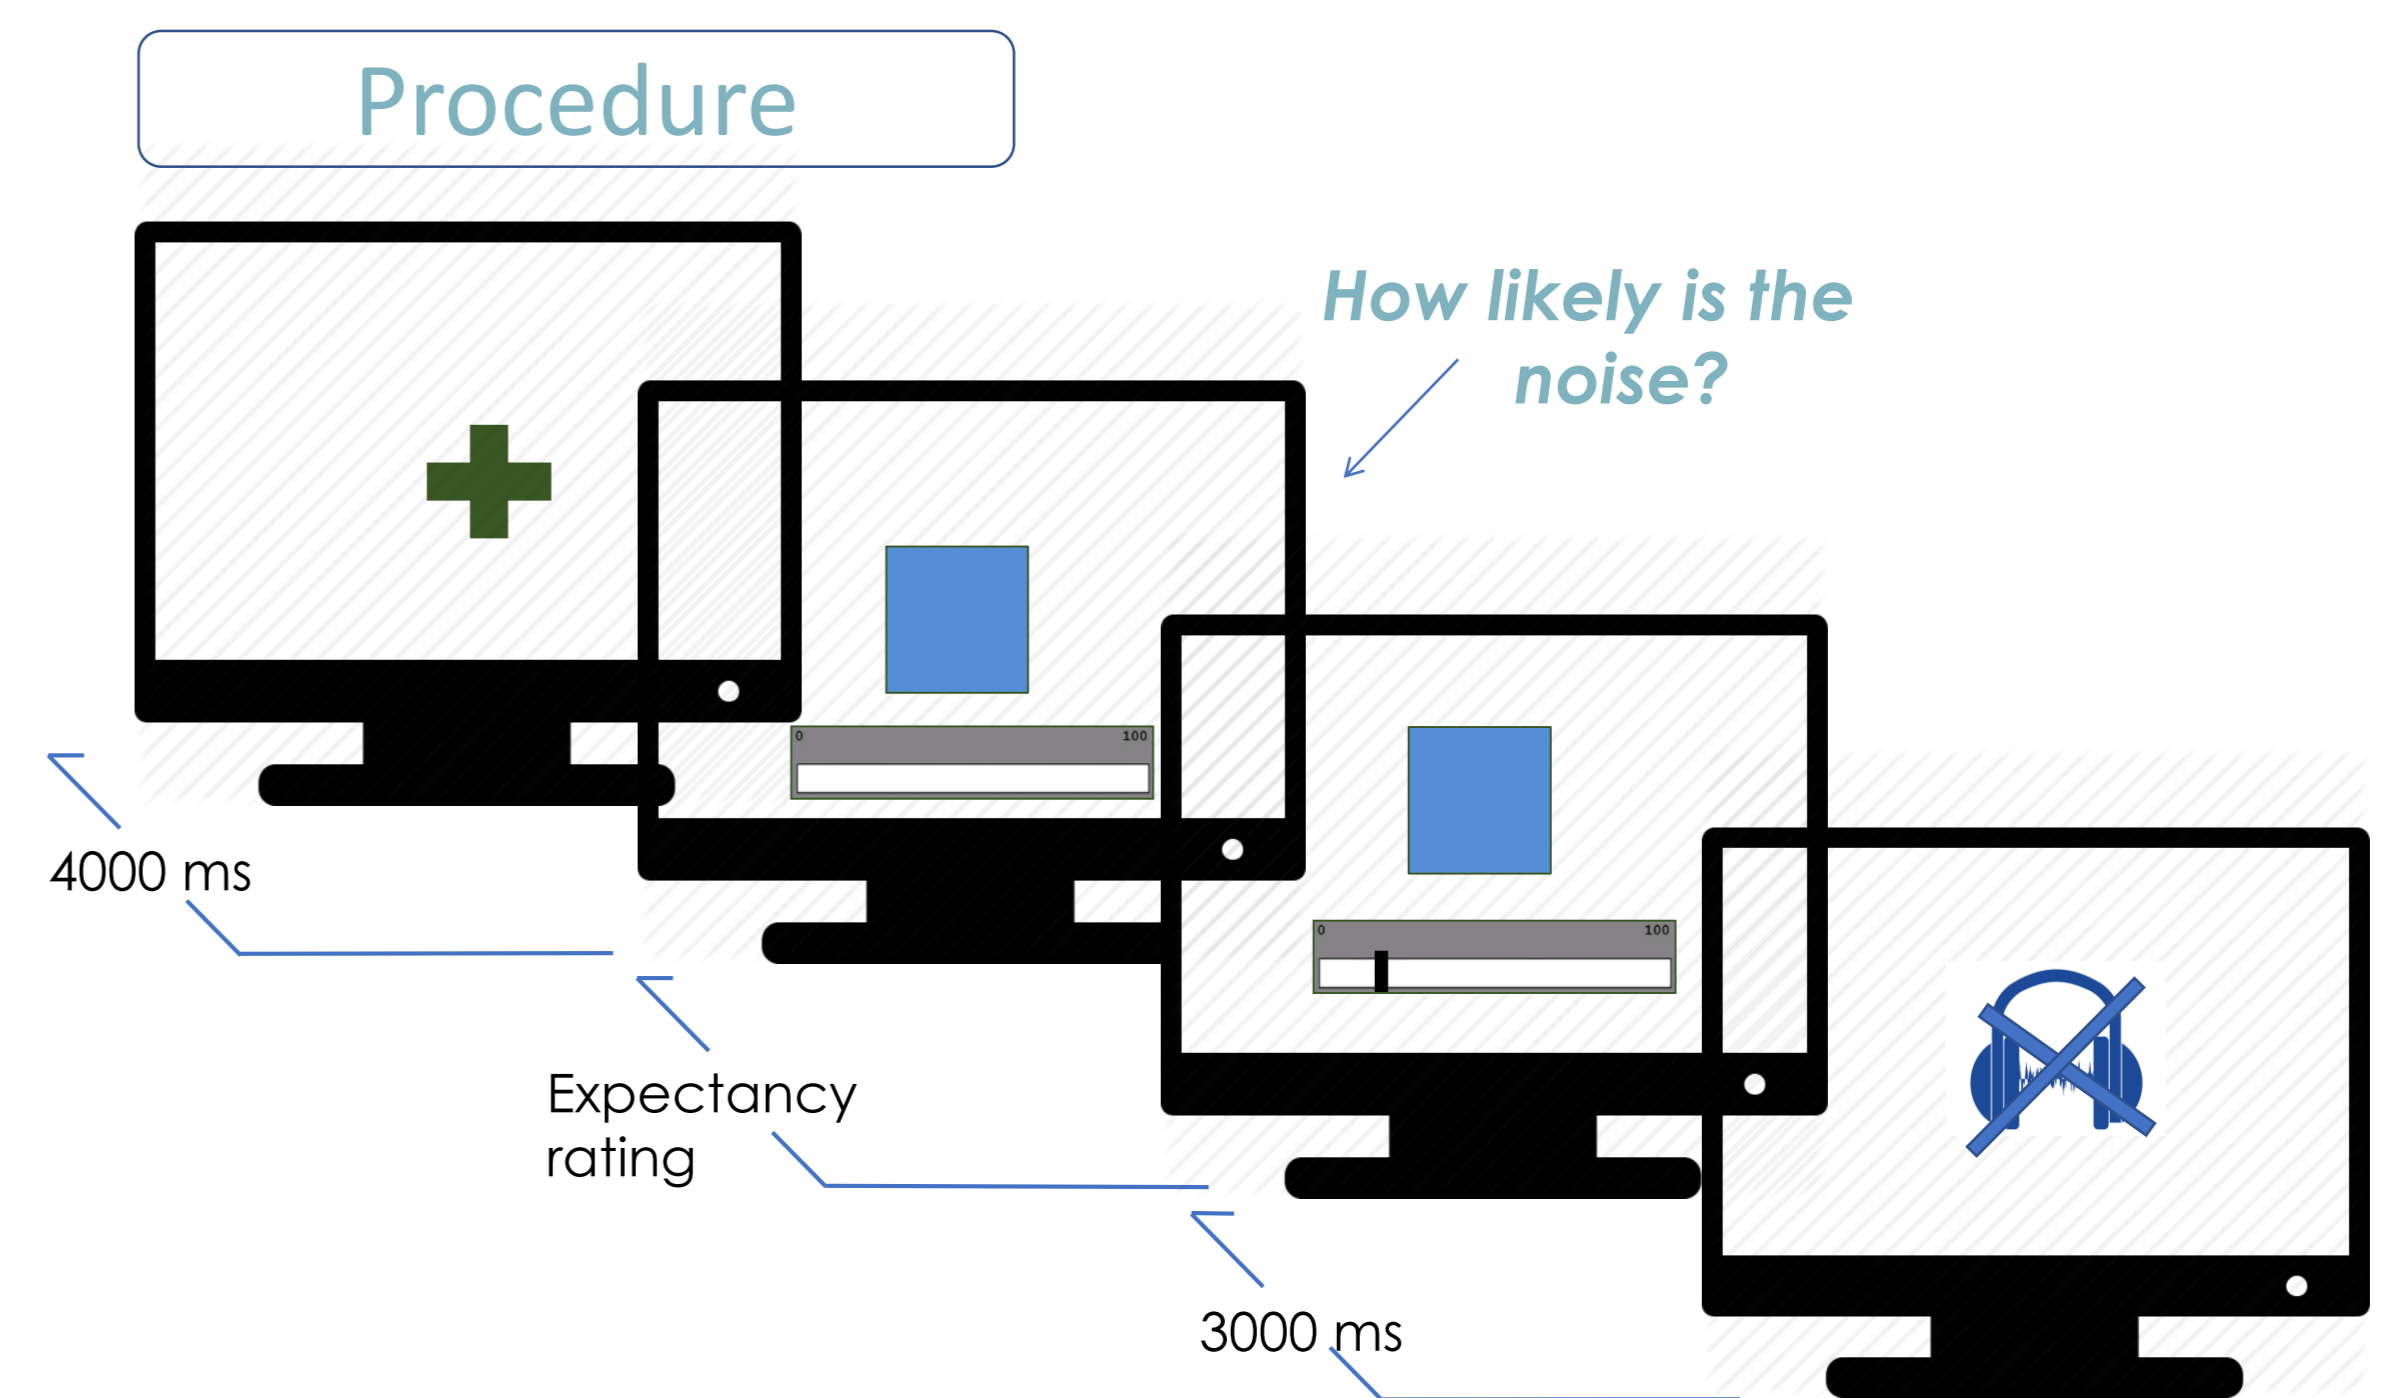 Procedure
How likely is the
noise?
0 100
0 100
4000 ms
Expectancy
rating
3000 ms